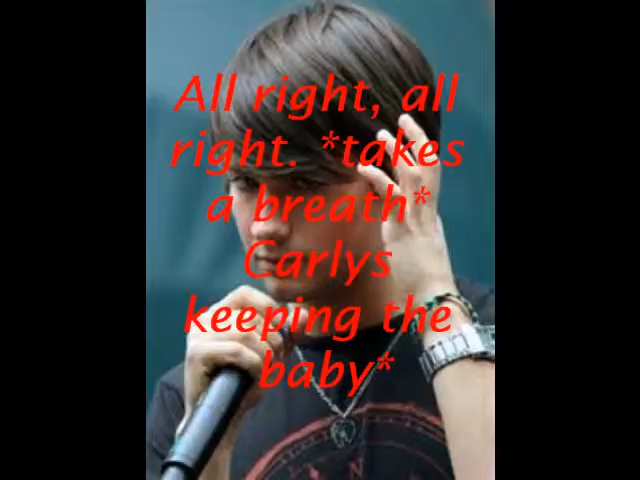 All right, all
right. *takes
a breath*
Carlys
keeping the
baby*